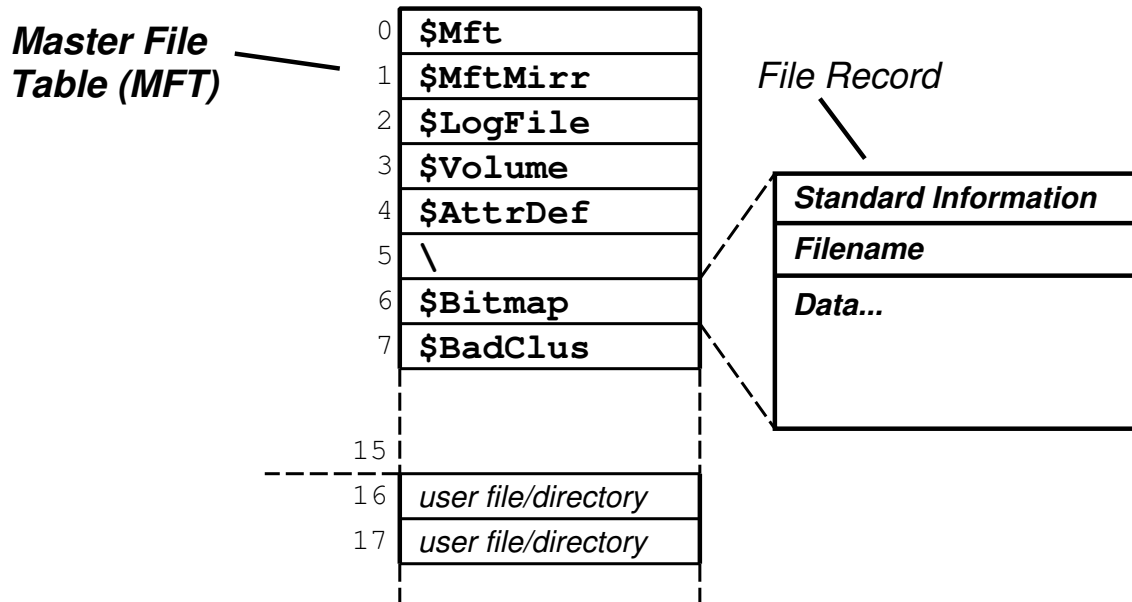 Master File
Table (MFT)
0 $Mft
1 $MftMirr
2 $LogFile
3 $Volume
4 $AttrDef
5 \
6 $Bitmap
7 $BadClus
15
16 user file/directory
17 user file/directory
File Record
Standard Information
Filename
Data...